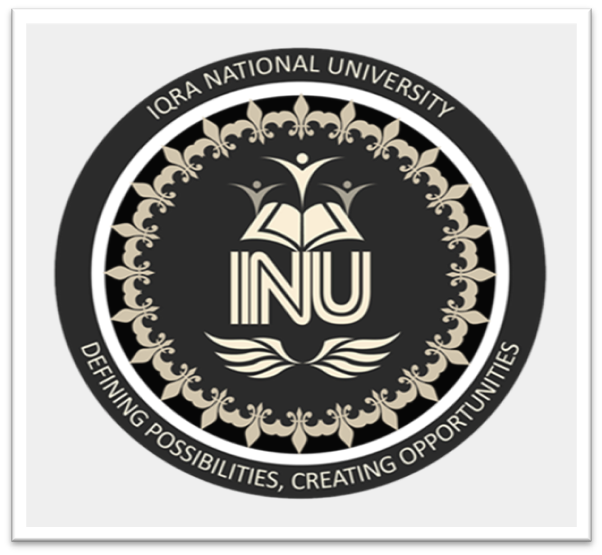 IQRA NATIONAL UNIVERSITY
INU
DEFINING POSSIBILITIES, CREATING OPPORTUNITIES